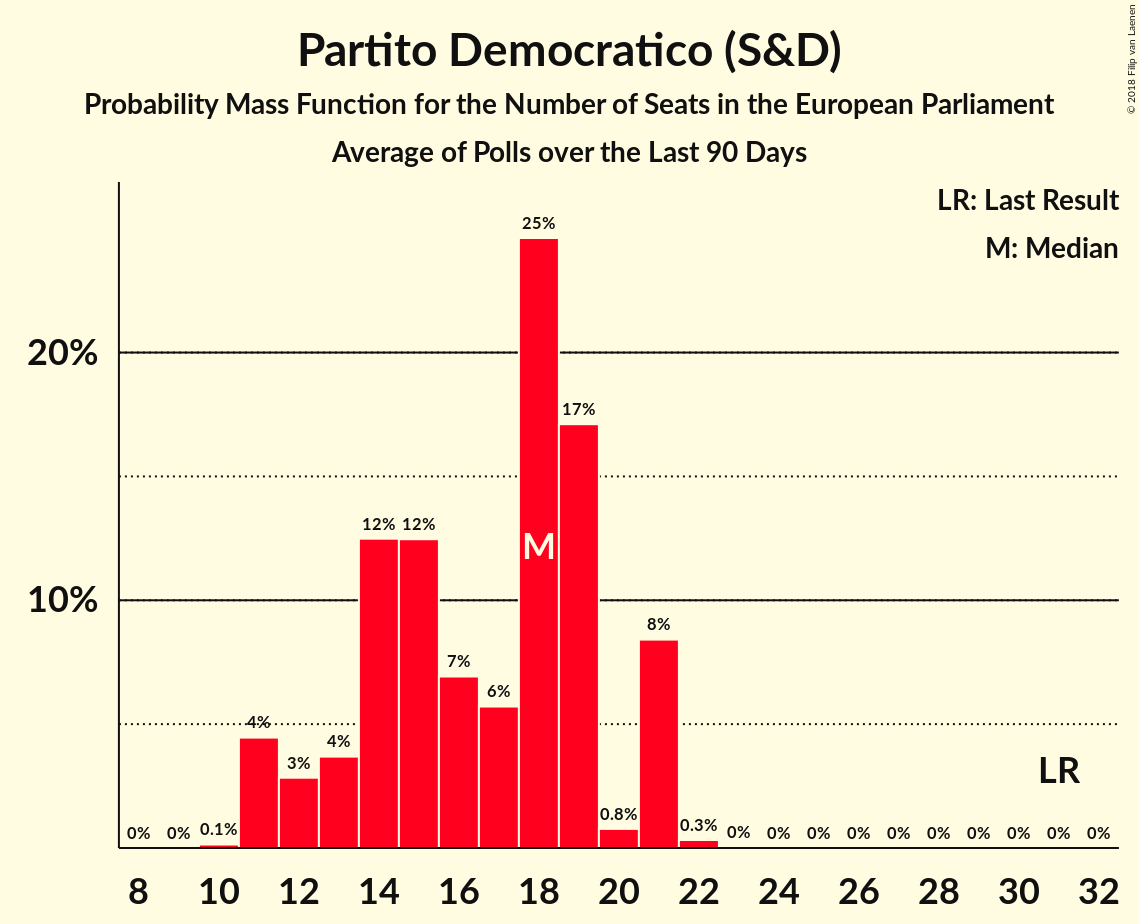 Partito Democratico (S&D)
Probability Mass Function for the Number of Seats in the European Parliament
Average of Polls over the Last 90 Days
© 2018 Filip van Laenen
LR: Last Result
M: Median
25%
20%
17%
12% 12%
M
10%
8%
7%
6%
4%
4%
3%
LR
0% 0% 0.1% 0.8% 0.3% 0% 0% 0% 0% 0% 0% 0% 0% 0% 0%
8 10 12 14 16 18 20 22 24 26 28 30 32